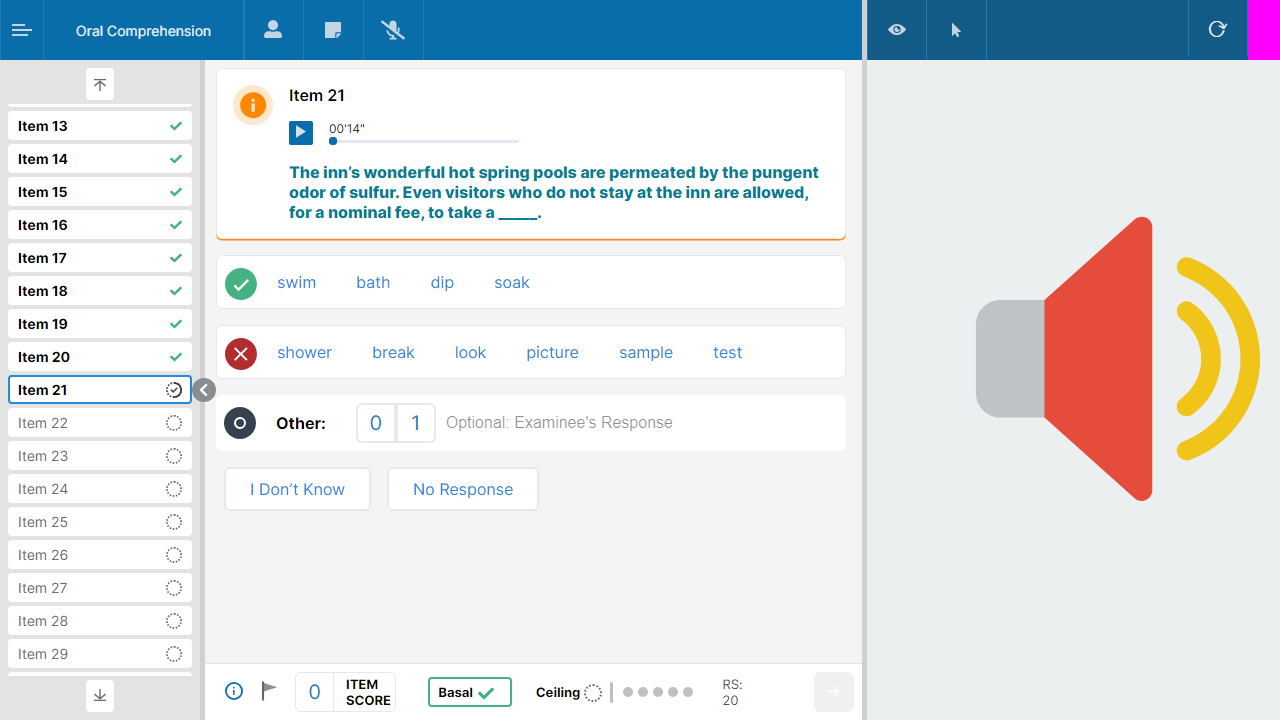 Oral Comprehension
Item 13
Item 14
Item 15
Item 16
Item 17
Item 18
Item 19
Item 20
Item 21
Item 22
Item 23
Item 24
Item 25
Item 26
Item 27
Item 28
Item 29
Item 21
00'14"
The inn’s wonderful hot spring pools are permeated by the pungent
odor of sulfur. Even visitors who do not stay at the inn are allowed,
for a nominal fee, to take a _____.
swim bath dip soak
shower break look picture sample test
Other: 0 1 Optional: Examinee's Response
I Don’t Know No Response
0 ITEM SCORE Basal Ceiling RS: 20